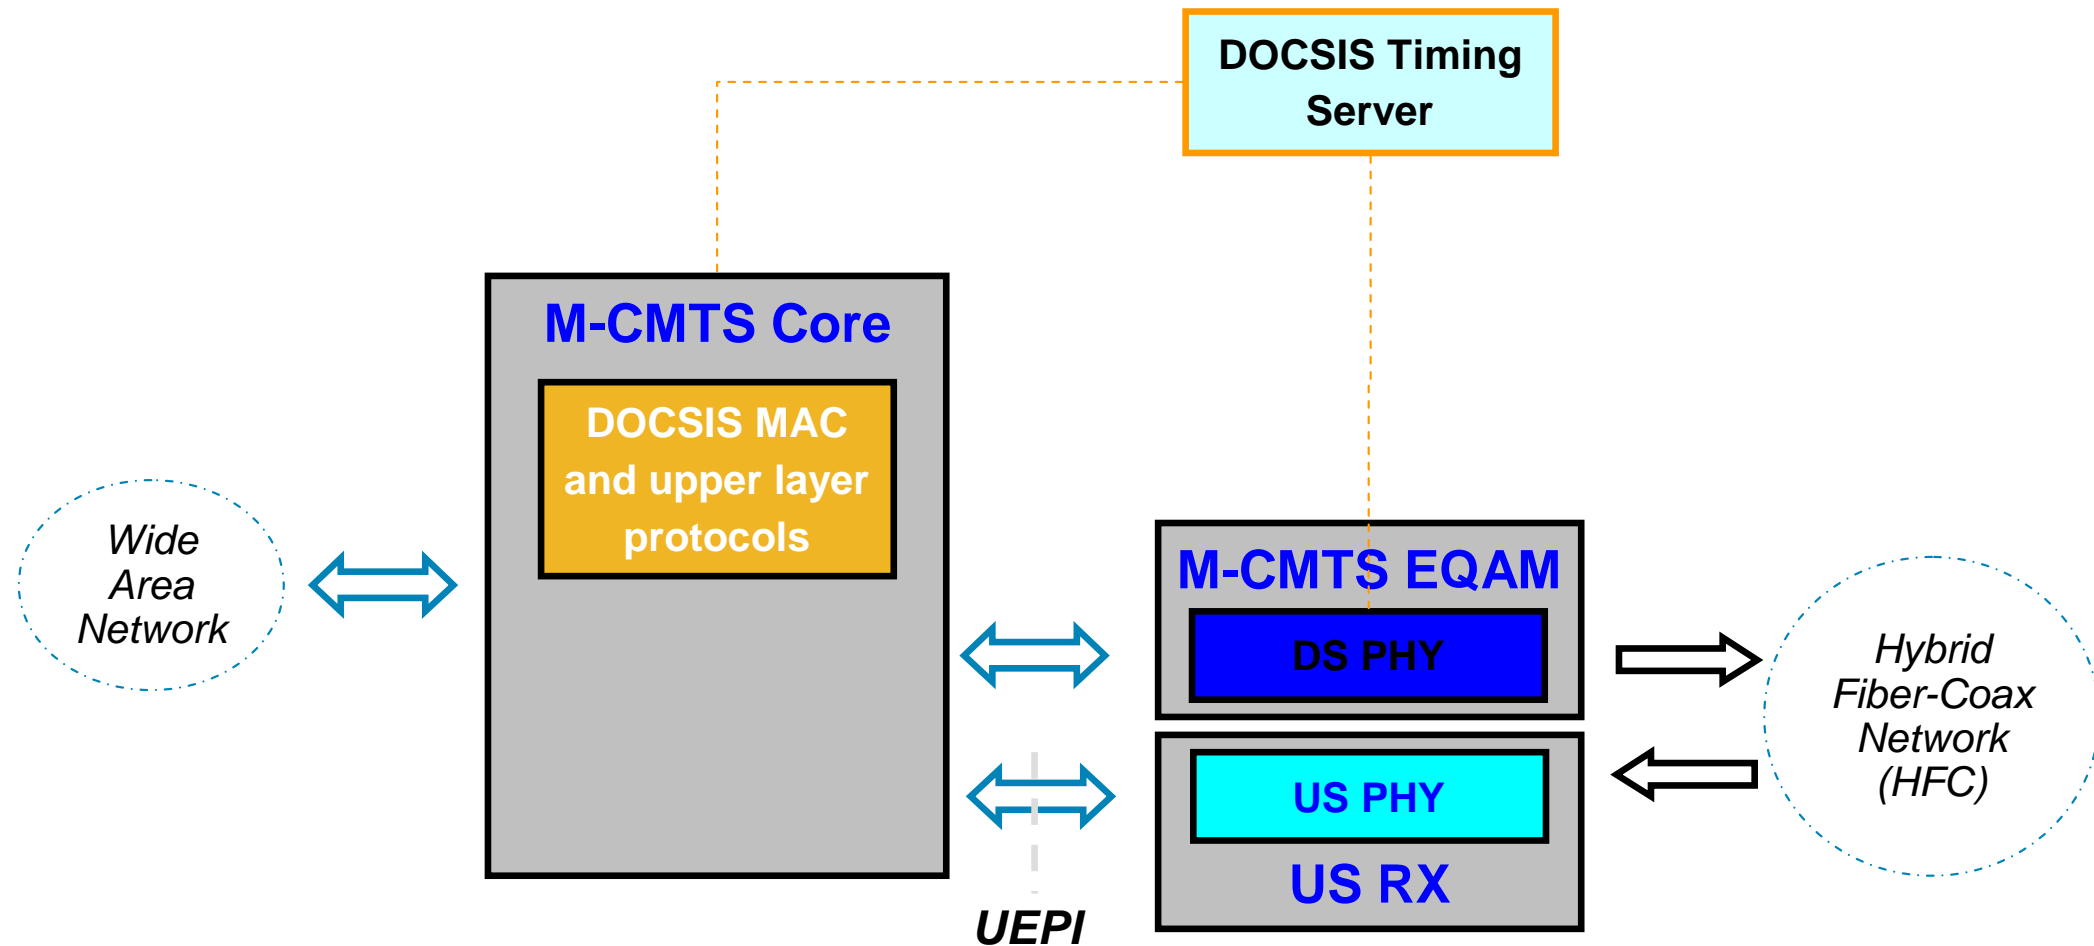 DOCSIS Timing
Server
M-CMTS Core
DOCSIS MAC
and upper layer
protocols
Wide
Area
Network
M-CMTS EQAM
DS PHY
US PHY
US RX
Hybrid
Fiber-Coax
Network
(HFC)
UEPI